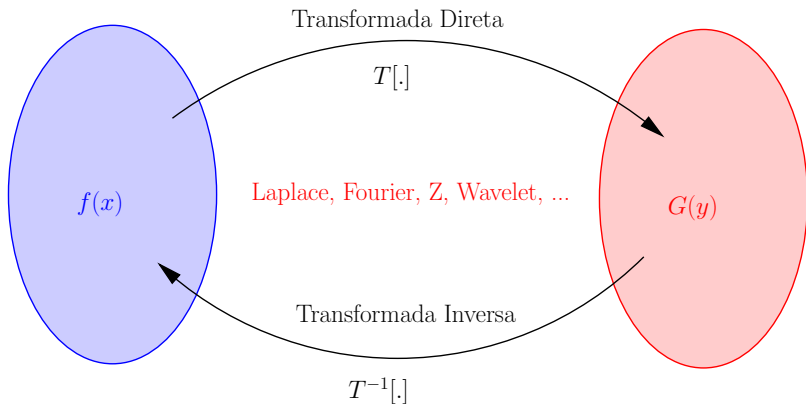 Transformada Direta
T[.]
f(x)
Laplace, Fourier, Z, Wavelet, ...
G(y)
Transformada Inversa
T⁻¹[.]